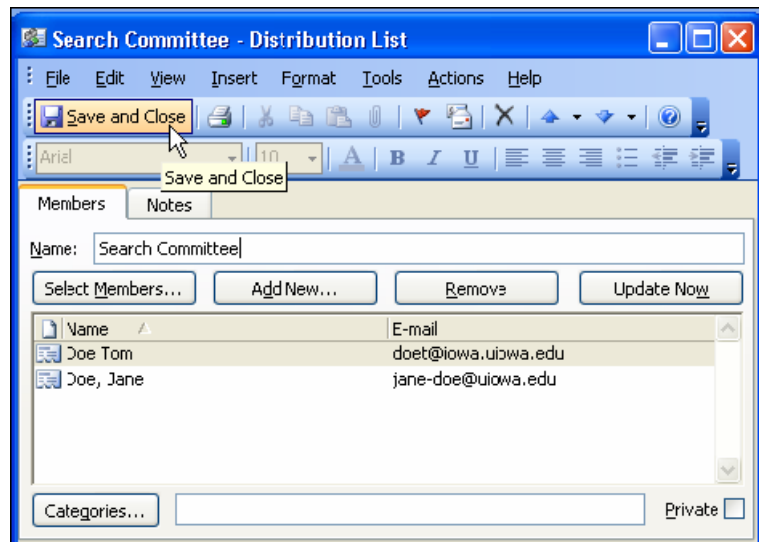 Search Committee - Distribution List
File Edit View Insert Format Tools Actions Help
Save and Close
Arial 10 A B I U
Save and Close
Members Notes
Name: Search Committee
Select Members... Add New... Remove Update Now
Name E-mail
Doe Tom doet@iowa.uiowa.edu
Doe, Jane jane-doe@uiowa.edu
Categories... Private